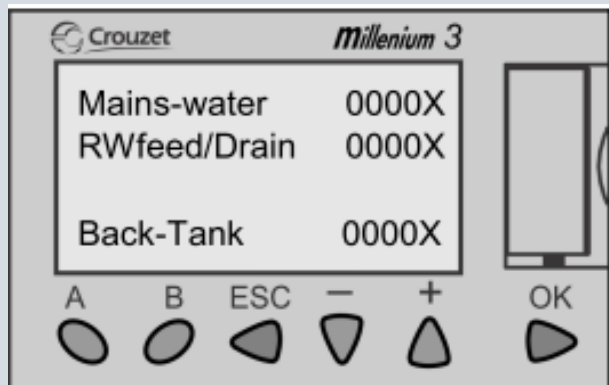 Crouzet Millenium 3
Mains-water 0000X
RWfeed/Drain 0000X
Back-Tank 0000X
A B ESC − + OK